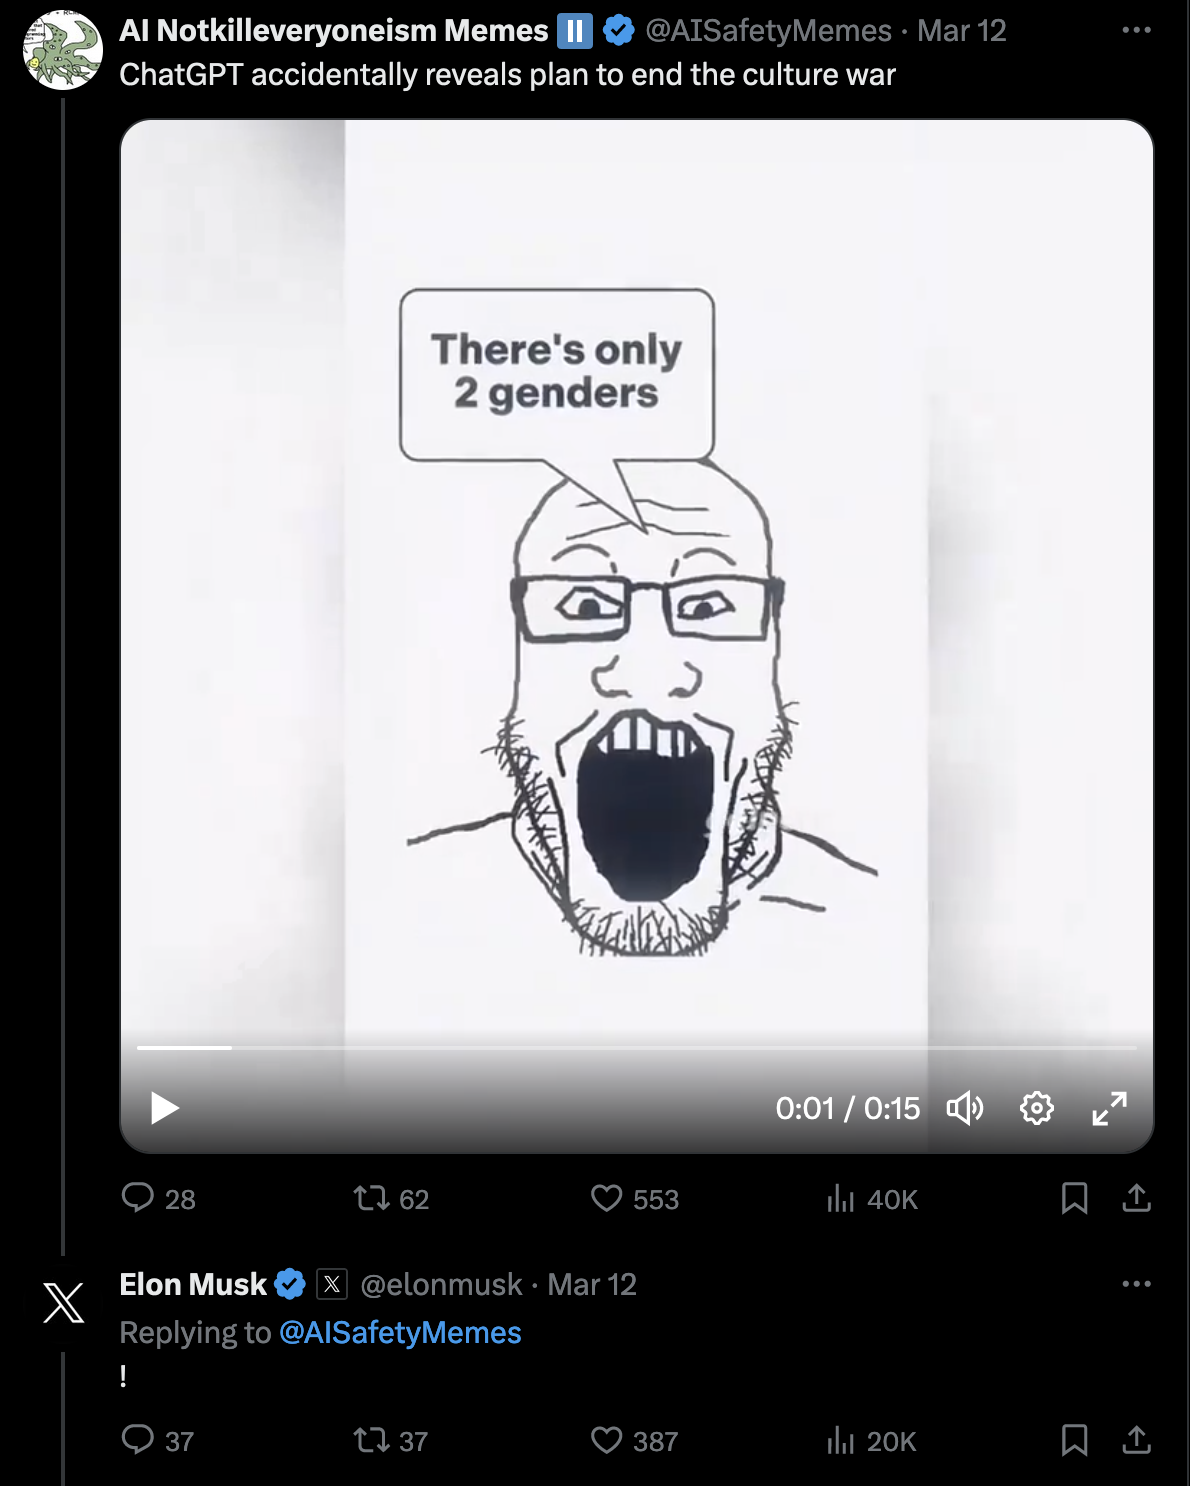 AI Notkilleveryoneism Memes ⏸️ @AISafetyMemes · Mar 12
ChatGPT accidentally reveals plan to end the culture war
There's only
2 genders
0:01 / 0:15
28 62 553 40K
Elon Musk X @elonmusk · Mar 12
Replying to @AISafetyMemes
!
37 37 387 20K